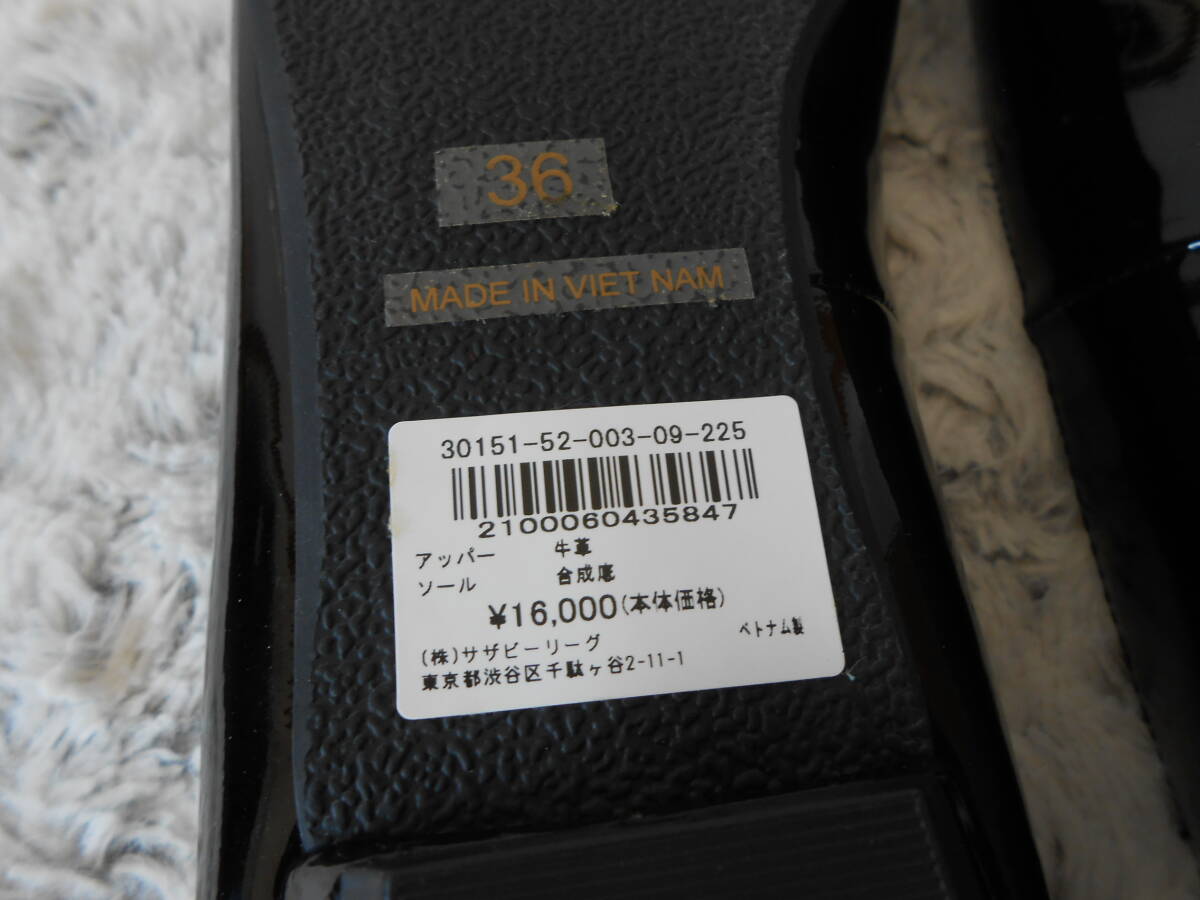 36
MADE IN VIET NAM
30151-52-003-09-225
2100060435847
アッパー 牛革
ソール 合成底
¥16,000(本体価格)
ベトナム製
(株)サザビーリーグ
東京都渋谷区千駄ヶ谷2-11-1